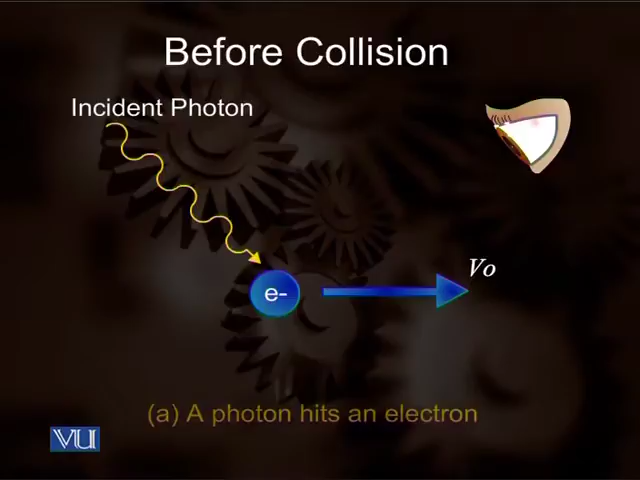 Before Collision
Incident Photon
Vo
e-
(a) A photon hits an electron
VU